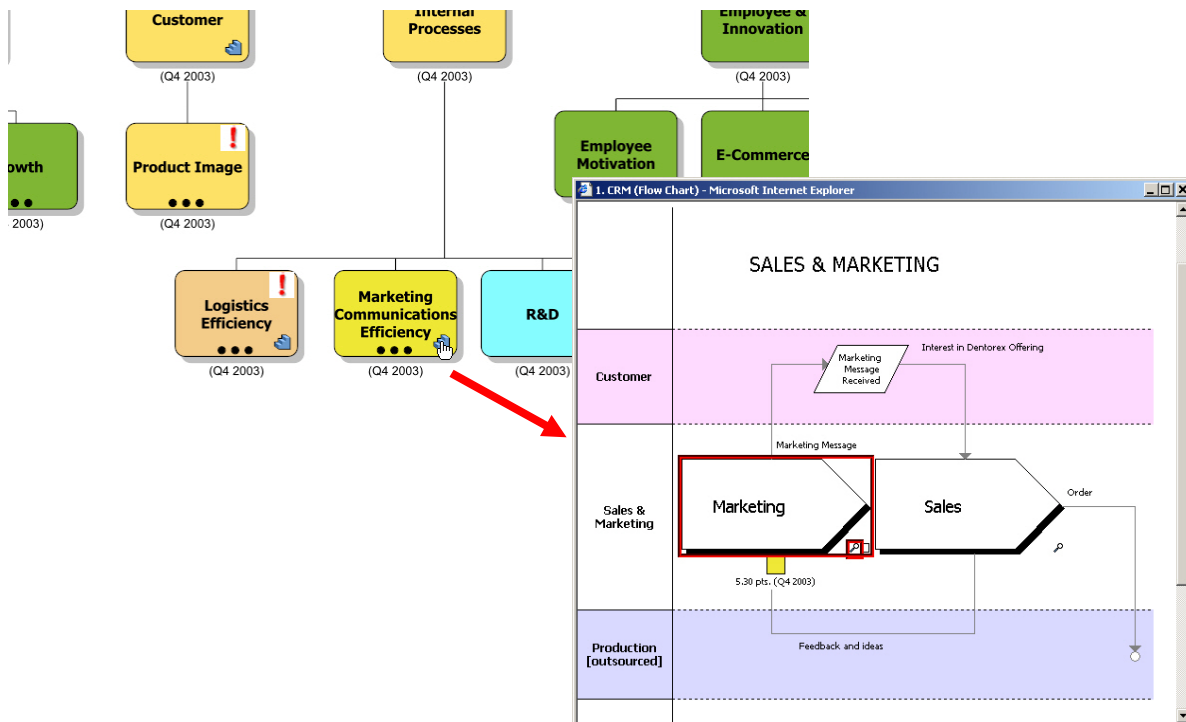 Customer
(Q4 2003)
Internal
Processes
(Q4 2003)
Employee &
Innovation
(Q4 2003)
owth
2003)
Product Image
(Q4 2003)
Employee
Motivation
E-Commerce
Logistics
Efficiency
(Q4 2003)
Marketing
Communications
Efficiency
(Q4 2003)
R&D
(Q4 2003)
1. CRM (Flow Chart) - Microsoft Internet Explorer
SALES & MARKETING
Customer
Marketing
Message
Received
Interest in Dentorex Offering
Marketing Message
Sales &
Marketing
Marketing
Sales
Order
5.30 pts. (Q4 2003)
Production
[outsourced]
Feedback and ideas